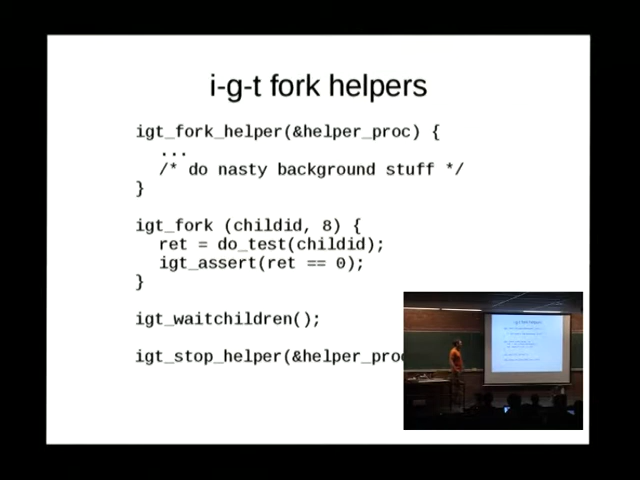 i-g-t fork helpers
igt_fork_helper(&helper_proc) {
...
/* do nasty background stuff */
}
igt_fork (childid, 8) {
ret = do_test(childid);
igt_assert(ret == 0);
}
igt_waitchildren();
igt_stop_helper(&helper_proc